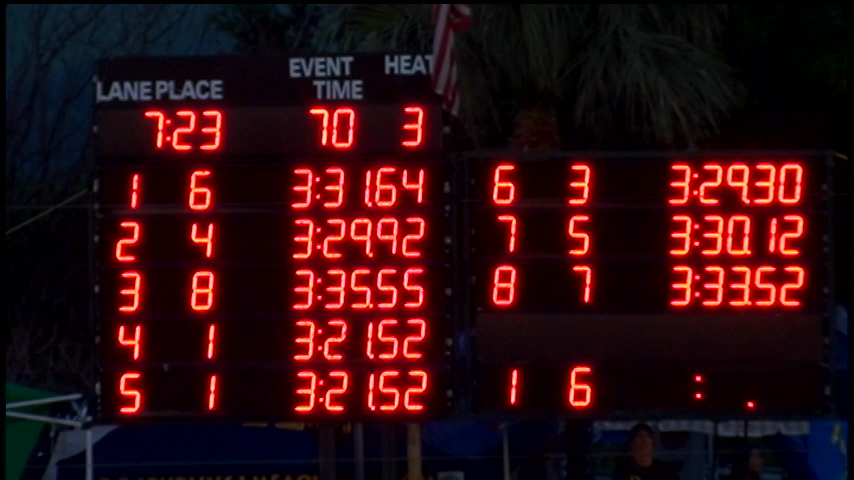 EVENT HEAT
LANE PLACE TIME
7:23 70 3
1 6 3:31.64
2 4 3:29.92
3 8 3:35.55
4 1 3:21.52
5 1 3:21.52
6 3 3:29.30
7 5 3:30.12
8 7 3:33.52
1 6 : .